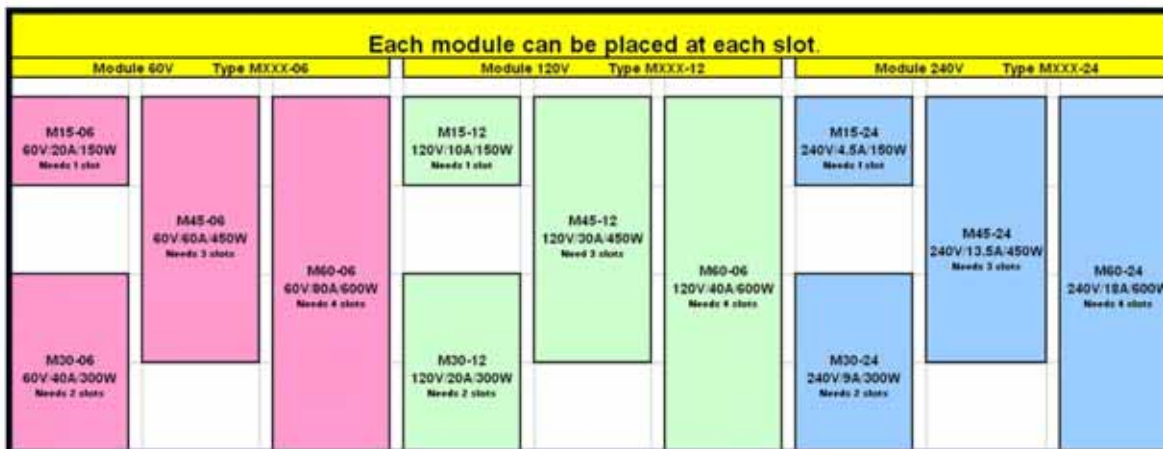 Each module can be placed at each slot.
Module 60V Type MXXX-06
Module 120V Type MXXX-12
Module 240V Type MXXX-24
M15-06
60V/20A/150W
Needs 1 slot
M45-06
60V/60A/450W
Needs 3 slots
M60-06
60V/80A/600W
Needs 4 slots
M30-06
60V/40A/300W
Needs 2 slots
M15-12
120V/10A/150W
Needs 1 slot
M45-12
120V/30A/450W
Need 3 slots
M60-06
120V/40A/600W
Needs 4 slots
M30-12
120V/20A/300W
Needs 2 slots
M15-24
240V/4.5A/150W
Needs 1 slot
M45-24
240V/13.5A/450W
Needs 3 slots
M60-24
240V/18A/600W
Needs 4 slots
M30-24
240V/9A/300W
Needs 2 slots